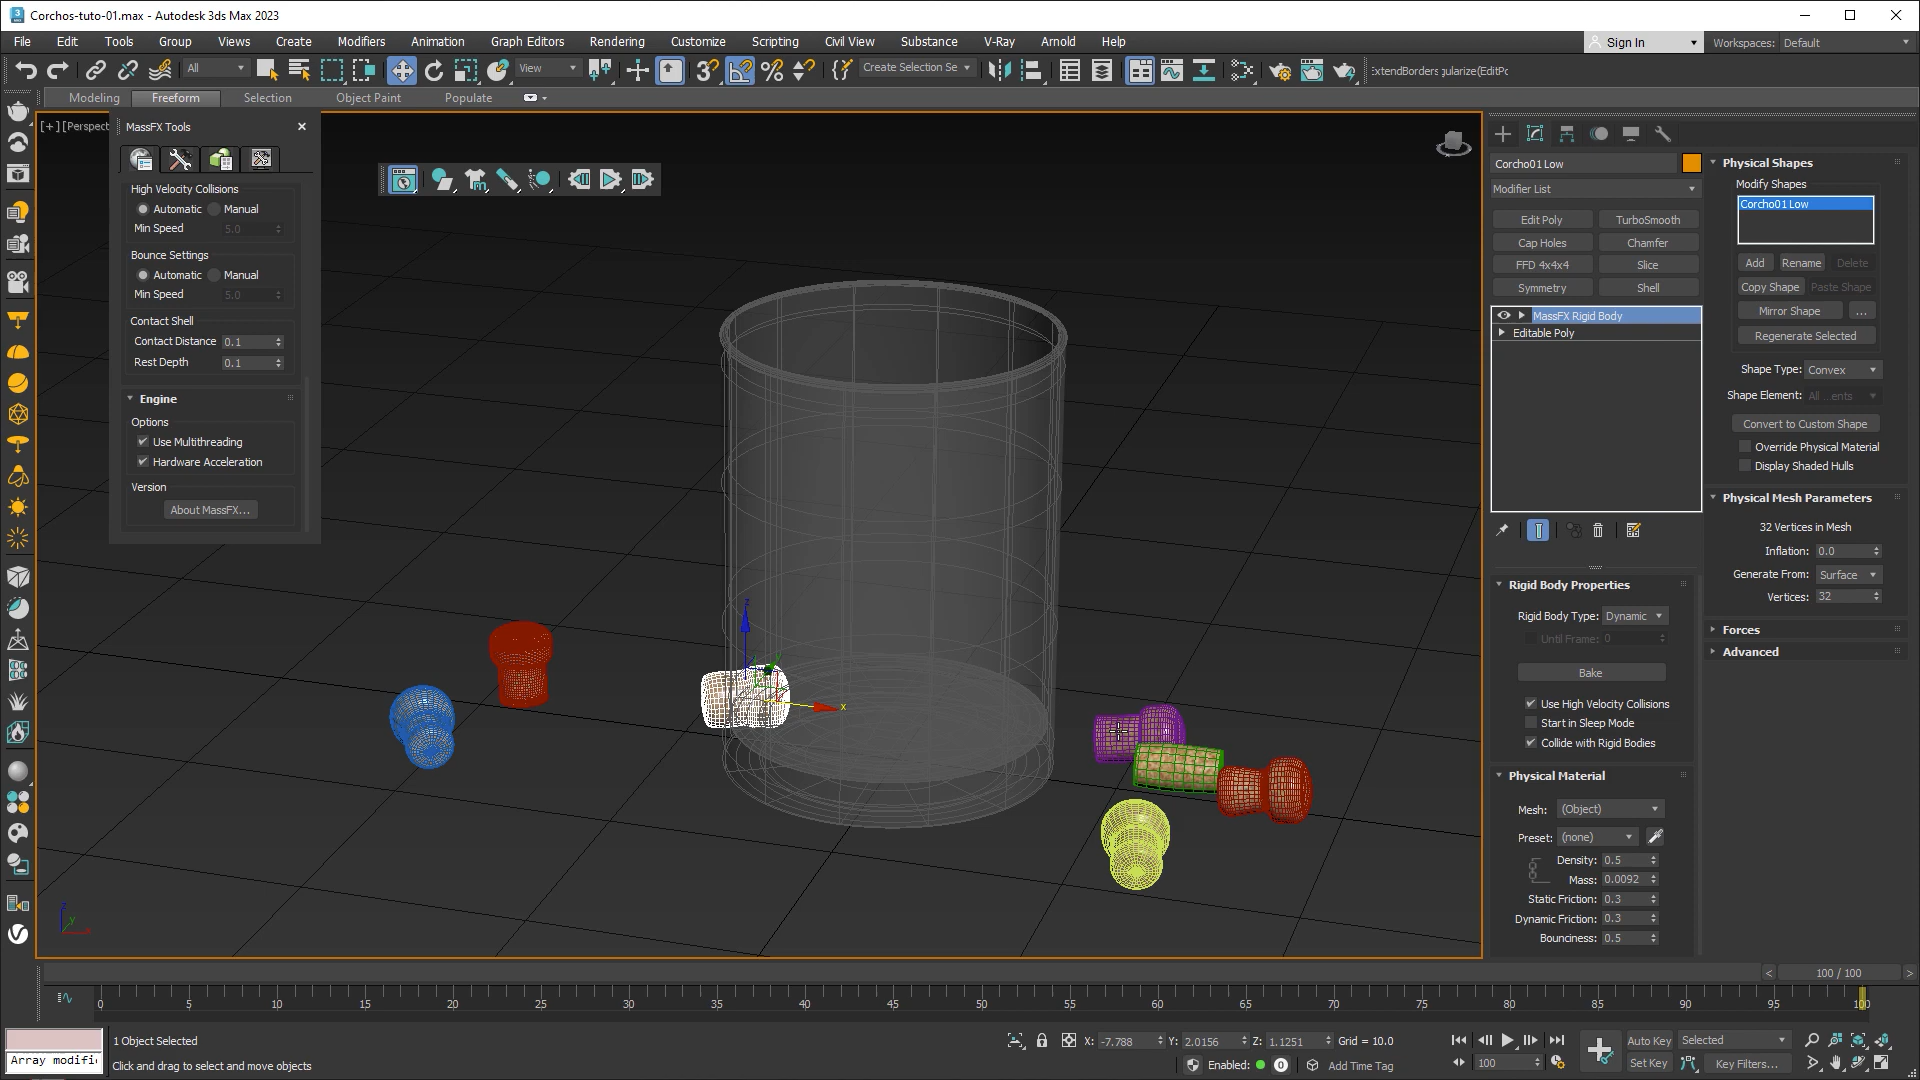 Corchos-tuto-01.max - Autodesk 3ds Max 2023
File Edit Tools Group Views Create Modifiers Animation Graph Editors Rendering Customize Scripting Civil View Substance V-Ray Arnold Help
Sign In Workspaces: Default
All View Create Selection Se ExtendBorders gularize(EditPo
Modeling Freeform Selection Object Paint Populate
[+][Perspect
MassFX Tools
High Velocity Collisions
Automatic Manual
Min Speed 5.0
Bounce Settings
Automatic Manual
Min Speed 5.0
Contact Shell
Contact Distance 0.1
Rest Depth 0.1
Engine
Options
Use Multithreading
Hardware Acceleration
Version
About MassFX...
z
y
x
z
y
x
Corcho01 Low
Modifier List
Edit Poly TurboSmooth
Cap Holes Chamfer
FFD 4x4x4 Slice
Symmetry Shell
MassFX Rigid Body
Editable Poly
Rigid Body Properties
Rigid Body Type: Dynamic
Until Frame: 0
Bake
Use High Velocity Collisions
Start in Sleep Mode
Collide with Rigid Bodies
Physical Material
Mesh: (Object)
Preset: (none)
Density: 0.5
Mass: 0.0092
Static Friction: 0.3
Dynamic Friction: 0.3
Bounciness: 0.5
Physical Shapes
Modify Shapes
Corcho01 Low
Add Rename Delete
Copy Shape Paste Shape
Mirror Shape ...
Regenerate Selected
Shape Type: Convex
Shape Element: All ...ents
Convert to Custom Shape
Override Physical Material
Display Shaded Hulls
Physical Mesh Parameters
32 Vertices in Mesh
Inflation: 0.0
Generate From: Surface
Vertices: 32
Forces
Advanced
< 100 / 100 >
0 5 10 15 20 25 30 35 40 45 50 55 60 65 70 75 80 85 90 95 100
1 Object Selected
X: -7.788 Y: 2.0156 Z: 1.1251 Grid = 10.0
Auto Key Selected
Array modifi
Click and drag to select and move objects
Enabled: 0 Add Time Tag
100
Set Key Key Filters...